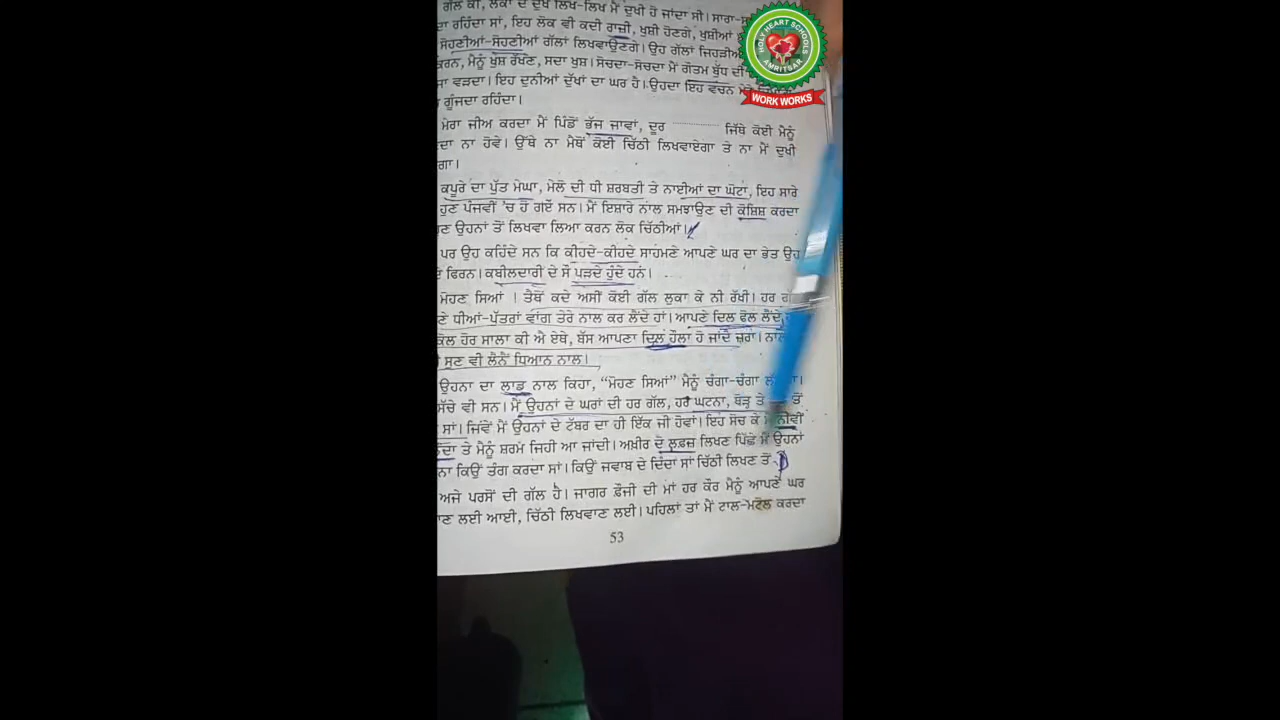 ਗੱਲ ਕੀ, ਲੋਕਾਂ ਦੇ ਦੁੱਖ ਲਿਖ-ਲਿਖ ਮੈਂ ਦੁਖੀ ਹੋ ਜਾਂਦਾ ਸੀ। ਸਾਰਾ-
ਦਾ ਰਹਿੰਦਾ ਸਾਂ, ਇਹ ਲੋਕ ਵੀ ਕਦੀ ਰਾਜ਼ੀ, ਖੁਸ਼ੀ ਹੋਣਗੇ, ਖੁਸ਼ੀਆਂ
ਸੋਹਣੀਆਂ-ਸੋਹਣੀਆਂ ਗੱਲਾਂ ਲਿਖਵਾਉਣਗੇ। ਉਹ ਗੱਲਾਂ ਜਿਹੜੀਆਂ
ਕਰਨ, ਮੈਨੂੰ ਖੁਸ਼ ਰੱਖਣ, ਸਦਾ ਖੁਸ਼। ਸੋਚਦਾ-ਸੋਚਦਾ ਮੈਂ ਗੌਤਮ ਬੁੱਧ ਦੀ
ਜਾ ਵੜਦਾ। ਇਹ ਦੁਨੀਆਂ ਦੁੱਖਾਂ ਦਾ ਘਰ ਹੈ। ਉਹਦਾ ਇਹ ਵਚਨ ਮੇਰੇ
ਗੂੰਜਦਾ ਰਹਿੰਦਾ।
ਮੇਰਾ ਜੀਅ ਕਰਦਾ ਮੈਂ ਪਿੰਡੋਂ ਭੱਜ ਜਾਵਾਂ, ਦੂਰ ............ ਜਿੱਥੇ ਕੋਈ ਮੈਨੂੰ
ਦਾ ਨਾ ਹੋਵੇ। ਉੱਥੇ ਨਾ ਮੈਥੋਂ ਕੋਈ ਚਿੱਠੀ ਲਿਖਵਾਏਗਾ ਤੇ ਨਾ ਮੈਂ ਦੁਖੀ
ਗਾ।
ਕਪੂਰੇ ਦਾ ਪੁੱਤ ਮੇਘਾ, ਮੇਲੋ ਦੀ ਧੀ ਸ਼ਰਬਤੀ ਤੇ ਨਾਈਆਂ ਦਾ ਘੋਟਾ, ਇਹ ਸਾਰੇ
ਹੁਣ ਪੰਜਵੀਂ 'ਚ ਹੋ ਗਏ ਸਨ। ਮੈਂ ਇਸ਼ਾਰੇ ਨਾਲ ਸਮਝਾਉਣ ਦੀ ਕੋਸ਼ਿਸ਼ ਕਰਦਾ
ਣ ਉਹਨਾਂ ਤੋਂ ਲਿਖਵਾ ਲਿਆ ਕਰਨ ਲੋਕ ਚਿੱਠੀਆਂ।
ਪਰ ਉਹ ਕਹਿੰਦੇ ਸਨ ਕਿ ਕੀਹਦੇ-ਕੀਹਦੇ ਸਾਹਮਣੇ ਆਪਣੇ ਘਰ ਦਾ ਭੇਤ ਉਹ
ਫਿਰਨ। ਕਬੀਲਦਾਰੀ ਦੇ ਸੌ ਪੜਦੇ ਹੁੰਦੇ ਹਨ।
ਮੋਹਣ ਸਿਆਂ। ਤੈਥੋਂ ਕਦੇ ਅਸੀਂ ਕੋਈ ਗੱਲ ਲੁਕਾ ਕੇ ਨੀ ਰੱਖੀ। ਹਰ
ਣੇ ਧੀਆਂ-ਪੁੱਤਰਾਂ ਵਾਂਗ ਤੇਰੇ ਨਾਲ ਕਰ ਲੈਂਦੇ ਹਾਂ। ਆਪਣੇ ਦਿਲ ਫੋਲ ਲੈਂਦੇ
ਕੋਲ ਹੋਰ ਸਾਲਾ ਕੀ ਐ ਏਥੇ, ਬੱਸ ਆਪਣਾ ਦਿਲ ਹੌਲਾ ਹੋ ਜਾਂਦੈ ਜ਼ਰਾ।
ਸੁਣ ਵੀ ਲੈਨੈਂ ਧਿਆਨ ਨਾਲ।
ਉਹਨਾ ਦਾ ਲਾਡ ਨਾਲ ਕਿਹਾ, “ਮੋਹਣ ਸਿਆਂ” ਮੈਨੂੰ ਚੰਗਾ-ਚੰਗਾ
ਸੱਚੇ ਵੀ ਸਨ। ਮੈਂ ਉਹਨਾਂ ਦੇ ਘਰਾਂ ਦੀ ਹਰ ਗੱਲ, ਹਰ ਘਟਨਾ, ਥੋੜ੍ਹ ਤੇ ਤੋਂ
ਸਾਂ। ਜਿਵੇਂ ਮੈਂ ਉਹਨਾਂ ਦੇ ਟੱਬਰ ਦਾ ਹੀ ਇੱਕ ਜੀ ਹੋਵਾਂ। ਇਹ ਸੋਚ ਕੇ ਨੀਵੀਂ
ਦਾ ਤੇ ਮੈਨੂੰ ਸ਼ਰਮ ਜਿਹੀ ਆ ਜਾਂਦੀ। ਅਖ਼ੀਰ ਦੋ ਲਫ਼ਜ਼ ਲਿਖਣ ਪਿੱਛੇ ਮੈਂ ਉਹਨਾਂ
ਨਾ ਕਿਉਂ ਤੰਗ ਕਰਦਾ ਸਾਂ। ਕਿਉਂ ਜਵਾਬ ਦੇ ਦਿੰਦਾ ਸਾਂ ਚਿੱਠੀ ਲਿਖਣ ਤੋਂ
ਅਜੇ ਪਰਸੋਂ ਦੀ ਗੱਲ ਹੈ। ਜਾਗਰ ਫ਼ੌਜੀ ਦੀ ਮਾਂ ਹਰ ਕੌਰ ਮੈਨੂੰ ਆਪਣੇ ਘਰ
ਣ ਲਈ ਆਈ, ਚਿੱਠੀ ਲਿਖਵਾਣ ਲਈ। ਪਹਿਲਾਂ ਤਾਂ ਮੈਂ ਟਾਲ-ਮਟੋਲ ਕਰਦਾ
53
HOLY HEART SCHOOLS
AMRITSAR
WORK WORKS